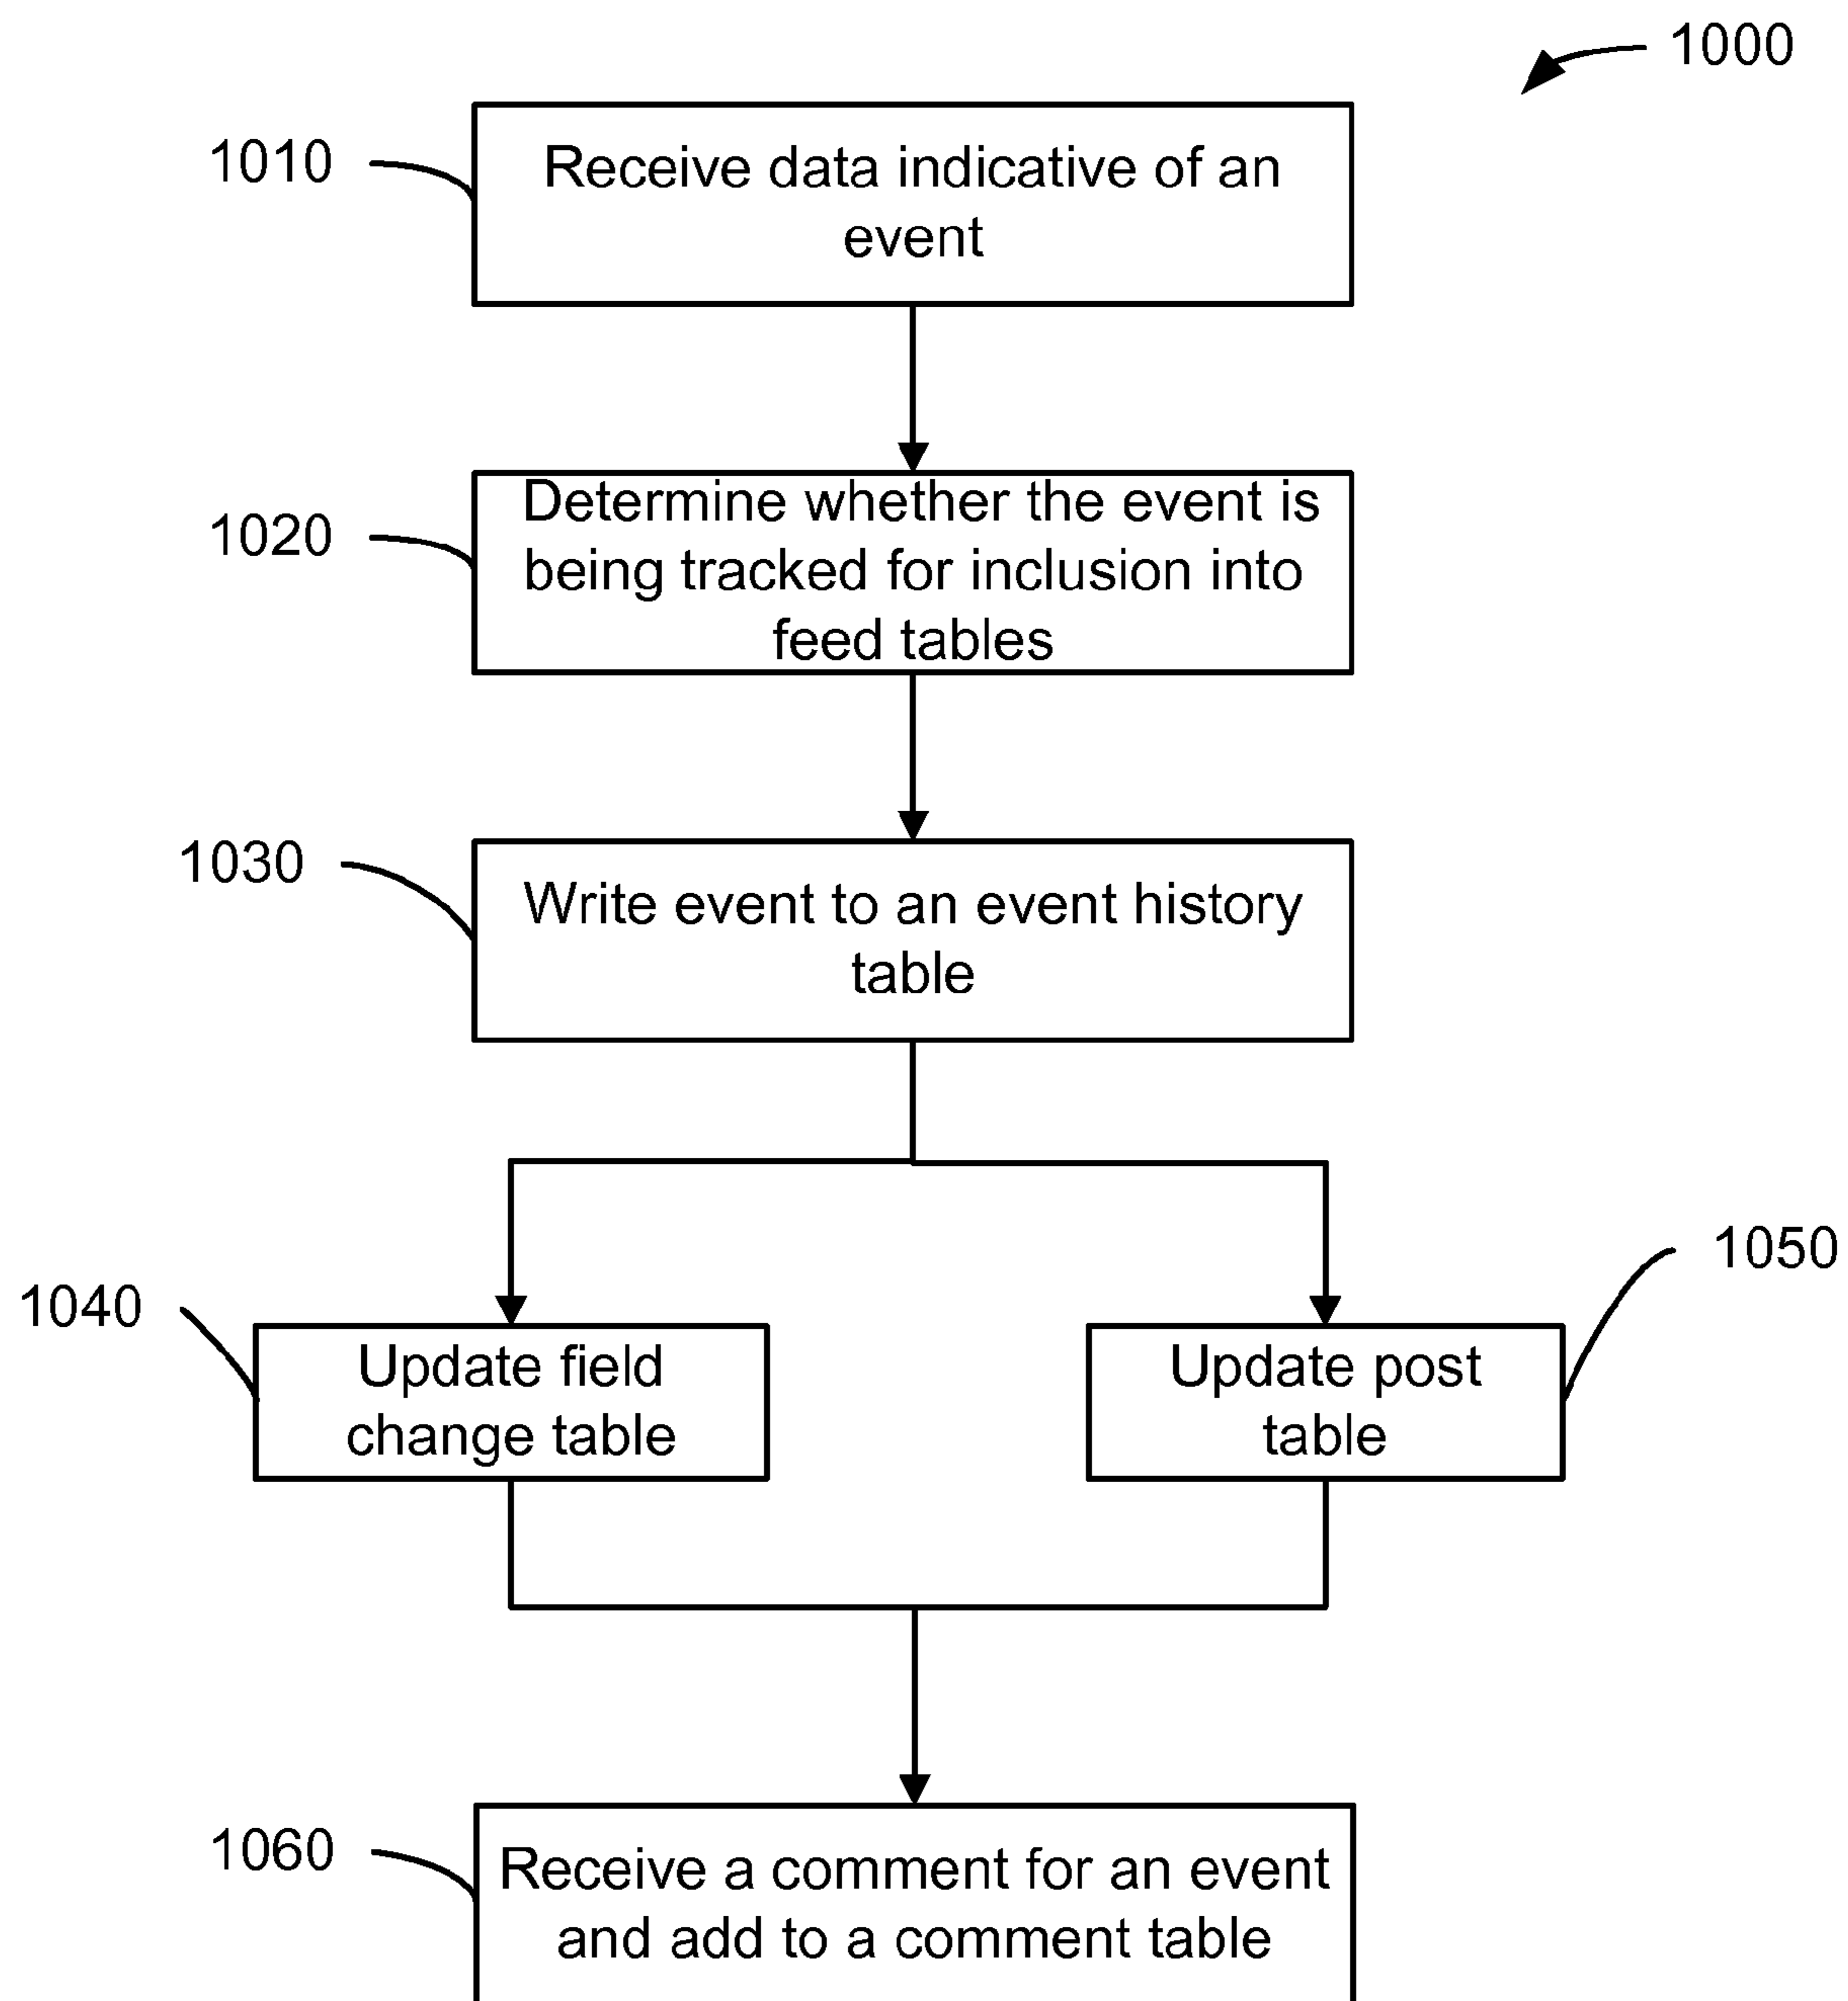 1000
1010
Receive data indicative of an
event
1020
Determine whether the event is
being tracked for inclusion into
feed tables
1030
Write event to an event history
table
1040
Update field
change table
1050
Update post
table
1060
Receive a comment for an event
and add to a comment table